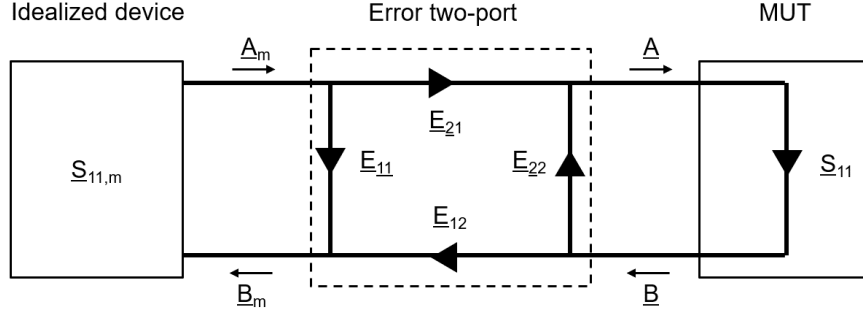 Idealized device
Error two-port
MUT
A_m
A
E_21
S_11,m
E_11
E_22
S_11
E_12
B_m
B